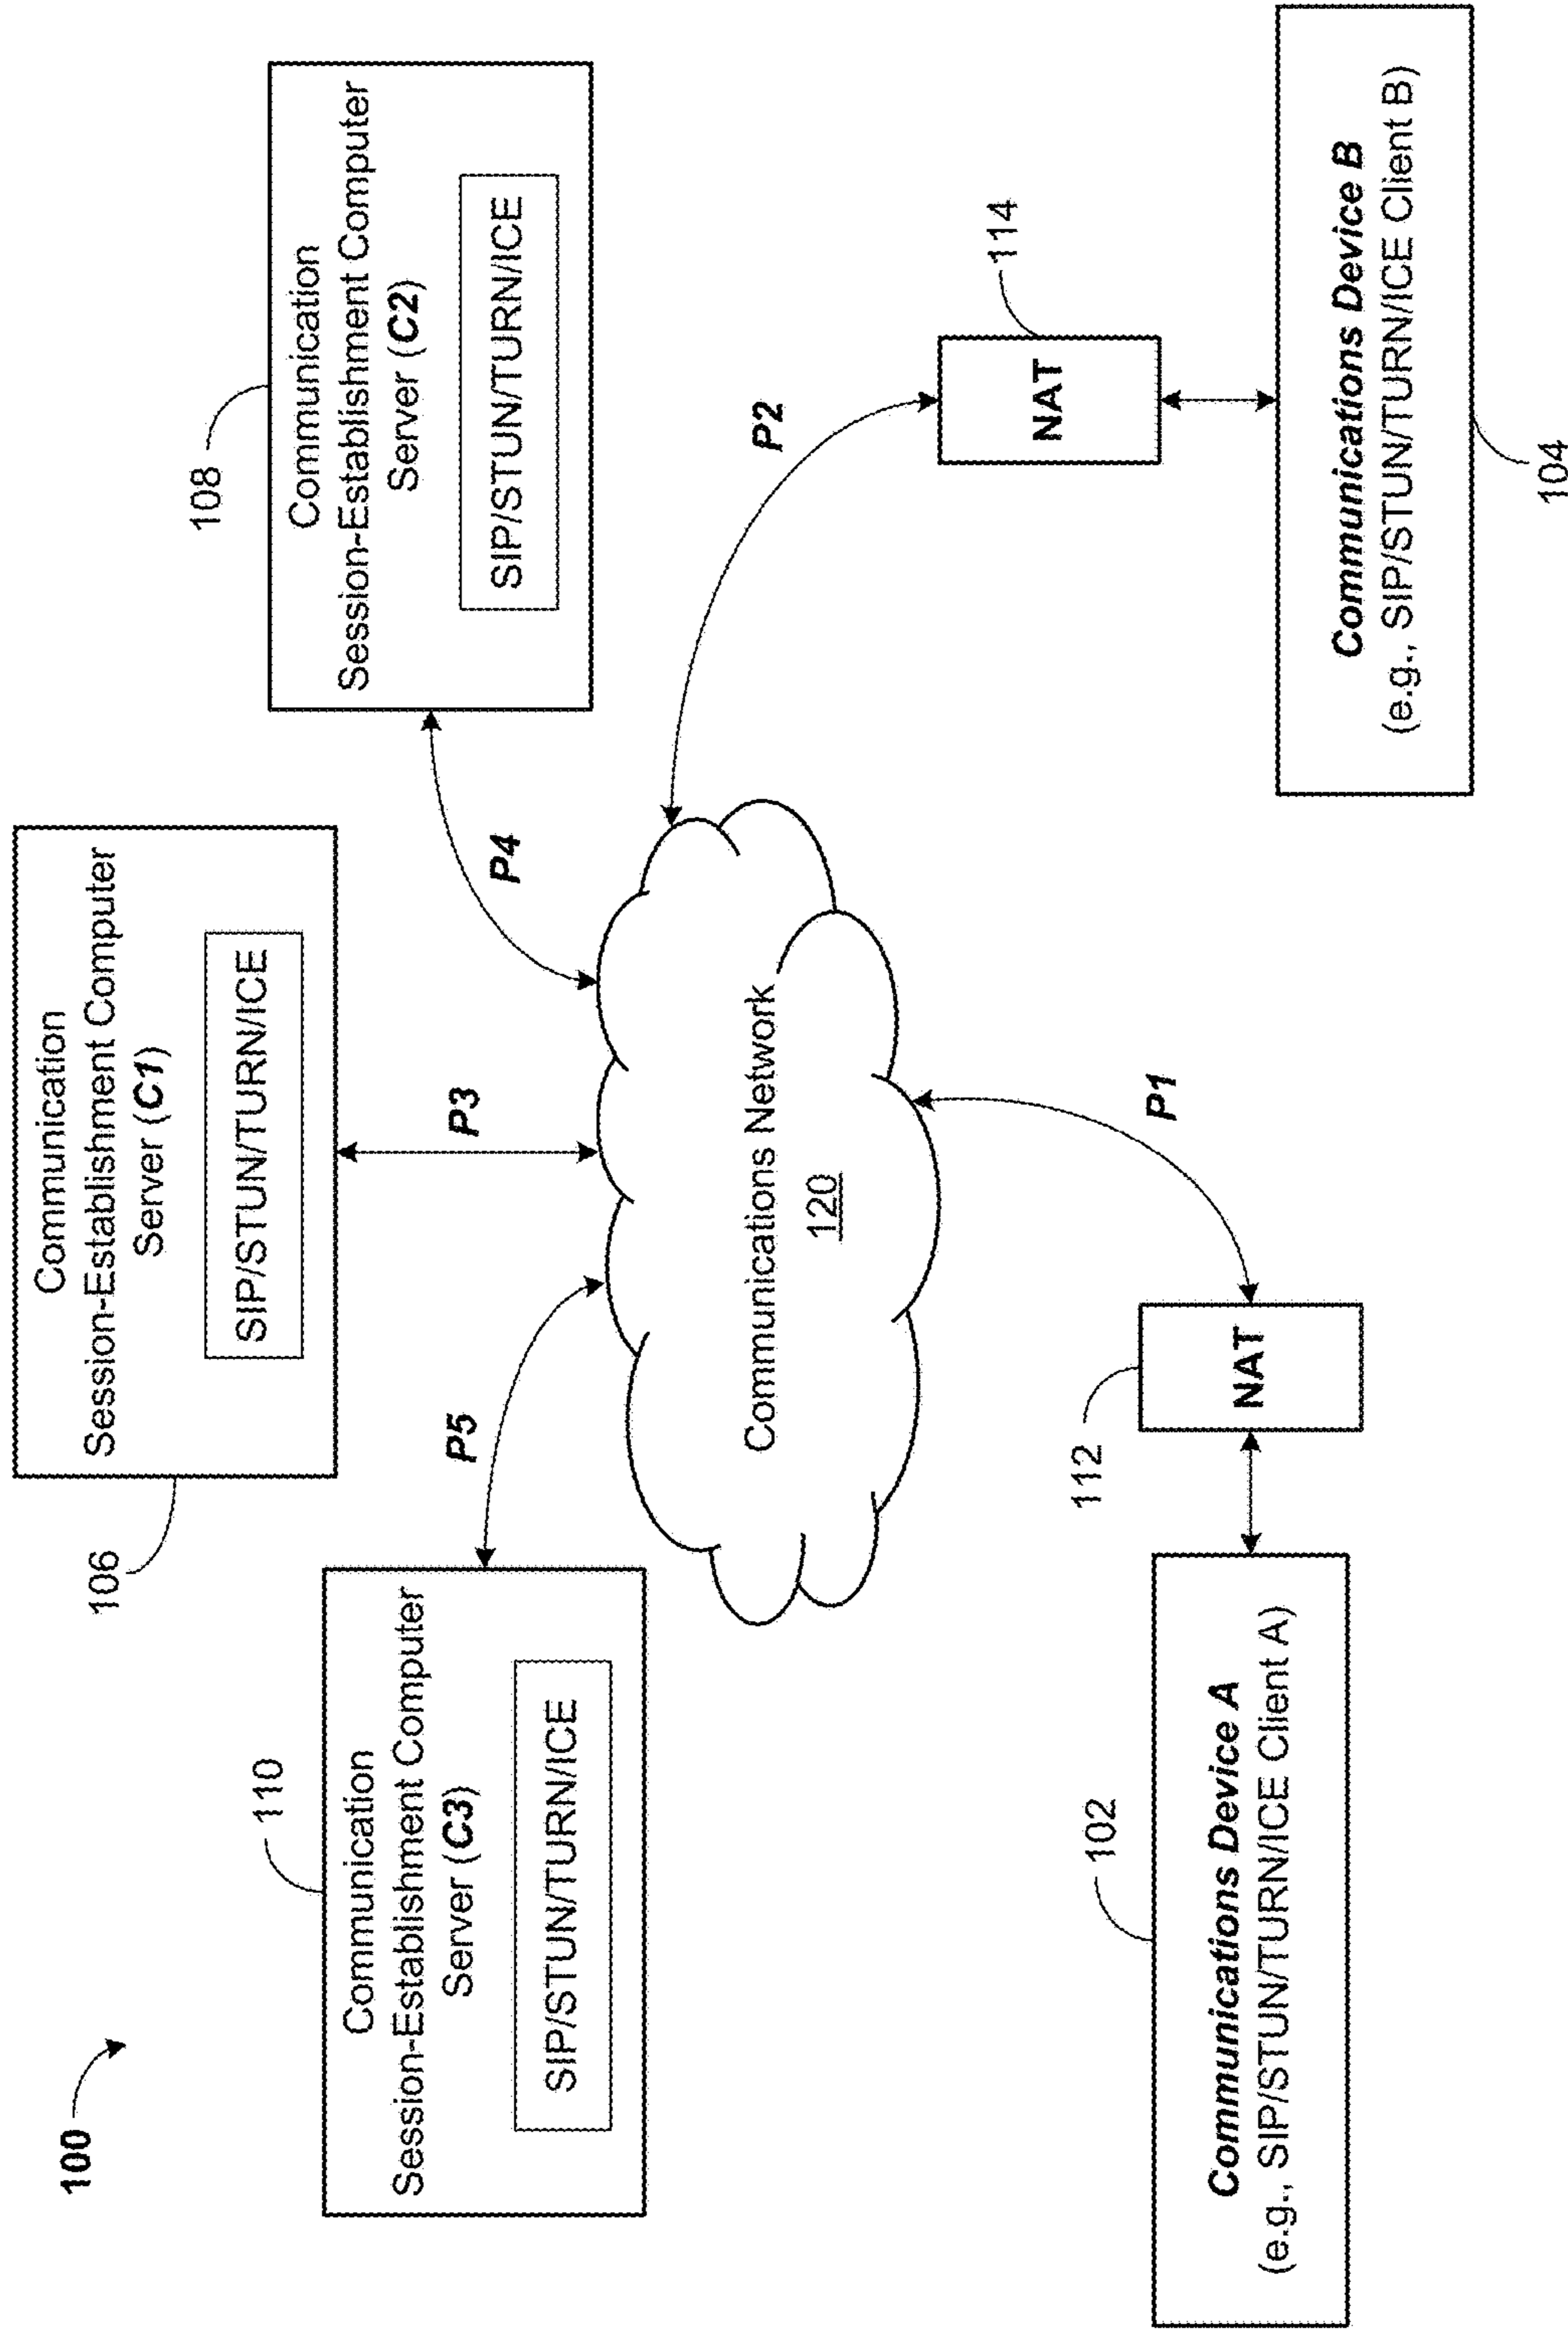 100
106
Communication
Session-Establishment Computer
Server (C1)
SIP/STUN/TURN/ICE
110
Communication
Session-Establishment Computer
Server (C3)
SIP/STUN/TURN/ICE
108
Communication
Session-Establishment Computer
Server (C2)
SIP/STUN/TURN/ICE
P5
P3
P4
P2
Communications Network
120
114
NAT
P1
112
NAT
102
Communications Device A
(e.g., SIP/STUN/TURN/ICE Client A)
Communications Device B
(e.g., SIP/STUN/TURN/ICE Client B)
104